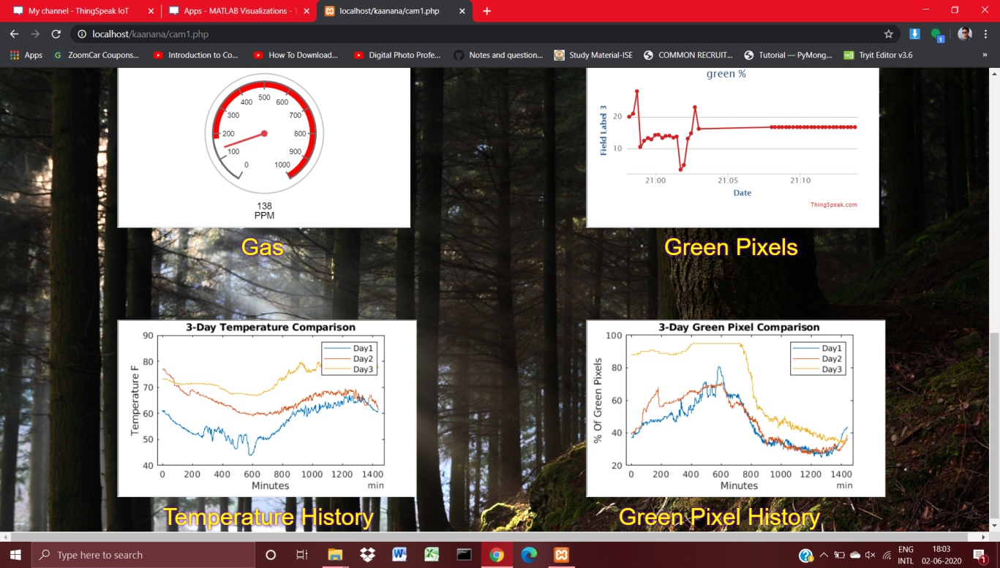 My channel - ThingSpeak IoT
Apps - MATLAB Visualizations -
localhost/kaanana/cam1.php
localhost/kaanana/cam1.php
Apps
ZoomCar Coupons...
Introduction to Co...
How To Download...
Digital Photo Profe...
Notes and question...
Study Material-ISE
COMMON RECRUIT...
Tutorial — PyMong...
Tryit Editor v3.6
»
0
100
200
300
400
500
600
700
800
900
1000
138
PPM
Gas
green %
Field Label 3
20
10
21:00
21:05
21:10
Date
ThingSpeak.com
Green Pixels
3-Day Temperature Comparison
Temperature F
90
80
70
60
50
40
Day1
Day2
Day3
0 200 400 600 800 1000 1200 1400
Minutes
min
Temperature History
3-Day Green Pixel Comparison
% Of Green Pixels
100
80
60
40
20
Day1
Day2
Day3
0 200 400 600 800 1000 1200 1400
Minutes
min
Green Pixel History
Type here to search
ENG
INTL
18:03
02-06-2020
1